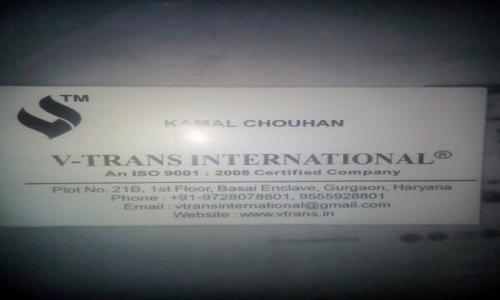 TM
KAMAL CHOUHAN
V-TRANS INTERNATIONAL®
An ISO 9001 : 2008 Certified Company
Plot No. 21B, 1st Floor, Basai Enclave, Gurgaon, Haryana
Phone : +91-9728078801, 9555928801
Email : vtransinternational@gmail.com
Website : www.vtrans.in